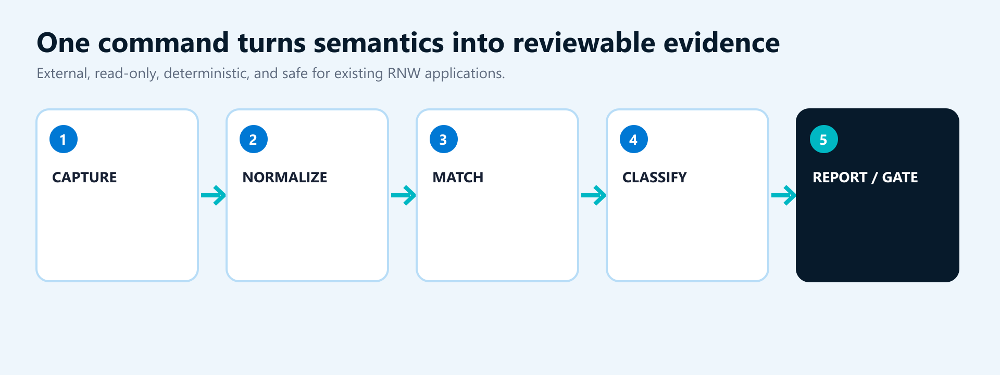 One command turns semantics into reviewable evidence
External, read-only, deterministic, and safe for existing RNW applications.
1
CAPTURE
2
NORMALIZE
3
MATCH
4
CLASSIFY
5
REPORT / GATE